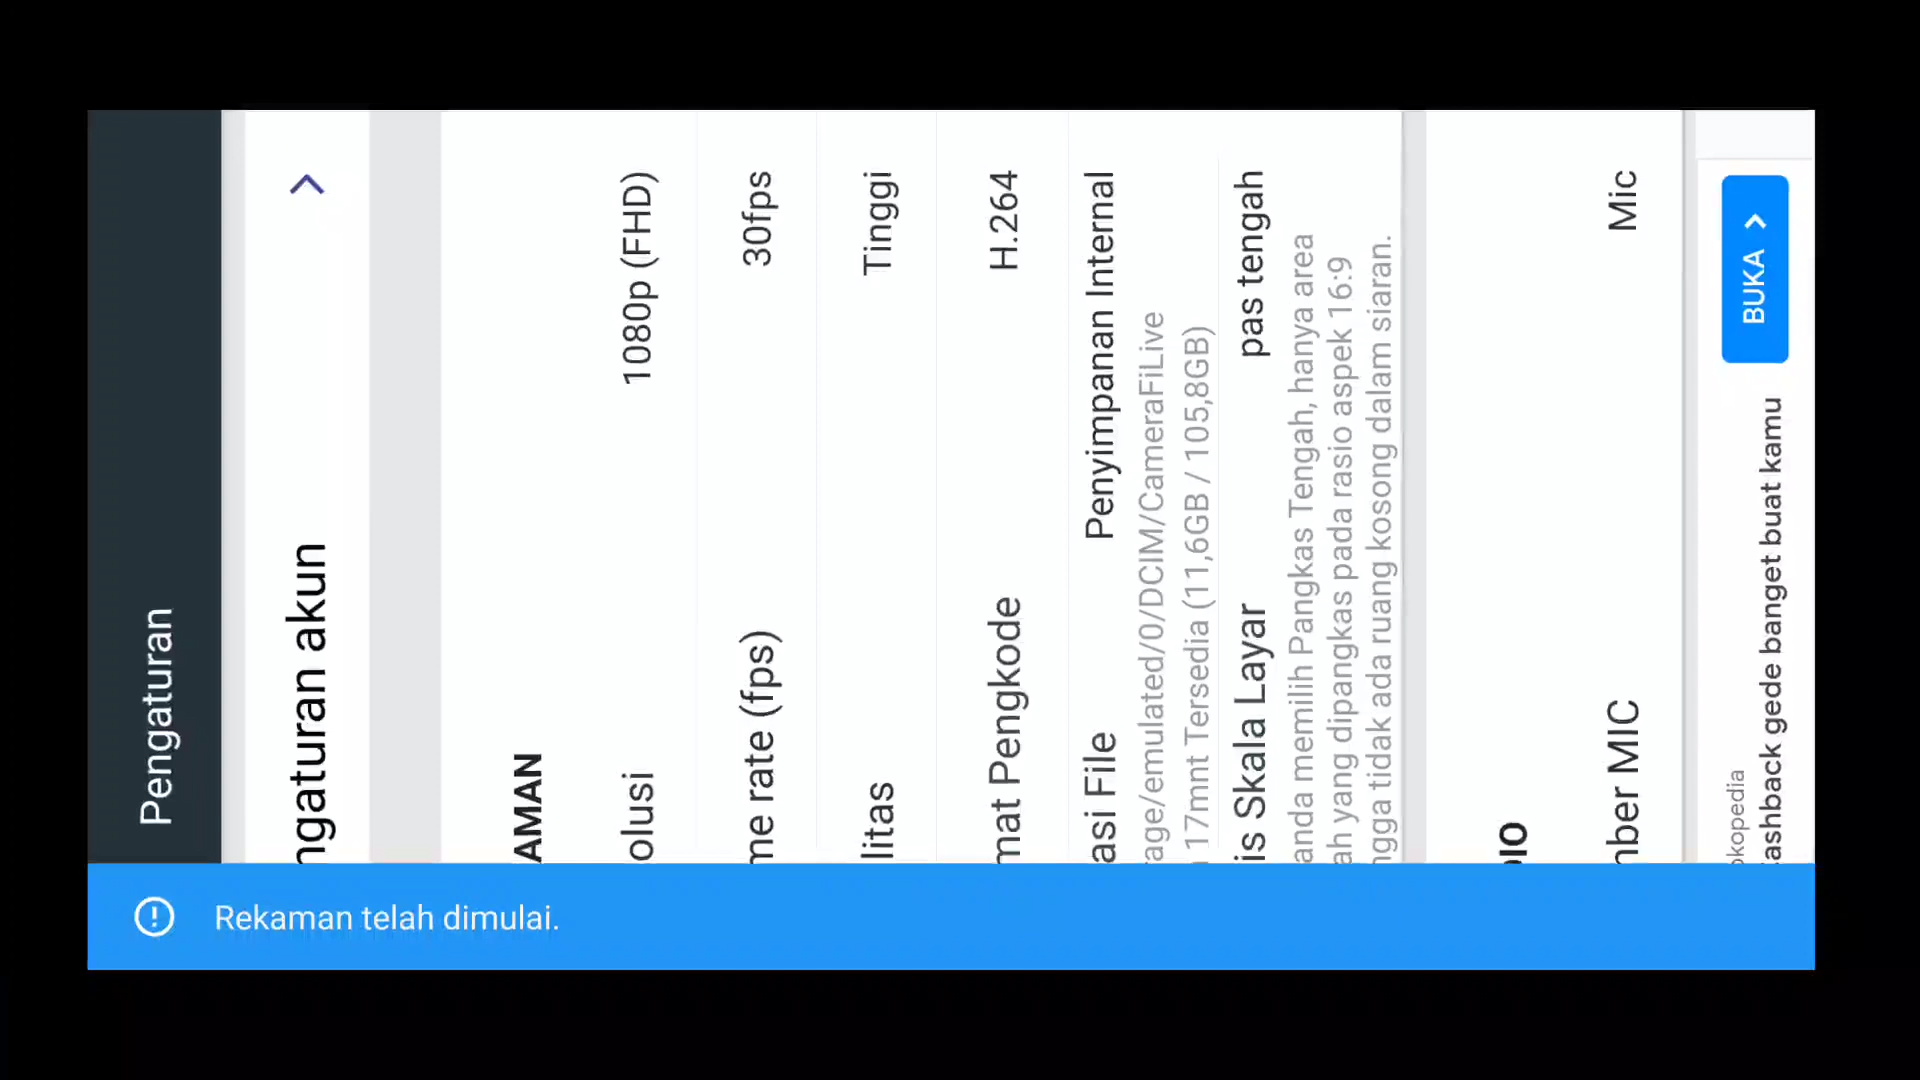 Pengaturan
ngaturan akun
AMAN
olusi 1080p (FHD)
me rate (fps) 30fps
litas Tinggi
mat Pengkode H.264
asi File Penyimpanan Internal
age/emulated/0/DCIM/CameraFiLive
17mnt Tersedia (11,6GB / 105,8GB)
is Skala Layar pas tengah
anda memilih Pangkas Tengah, hanya area
ah yang dipangkas pada rasio aspek 16:9
ngga tidak ada ruang kosong dalam siaran.
IO
mber MIC Mic
okopedia
ashback gede banget buat kamu
BUKA
Rekaman telah dimulai.